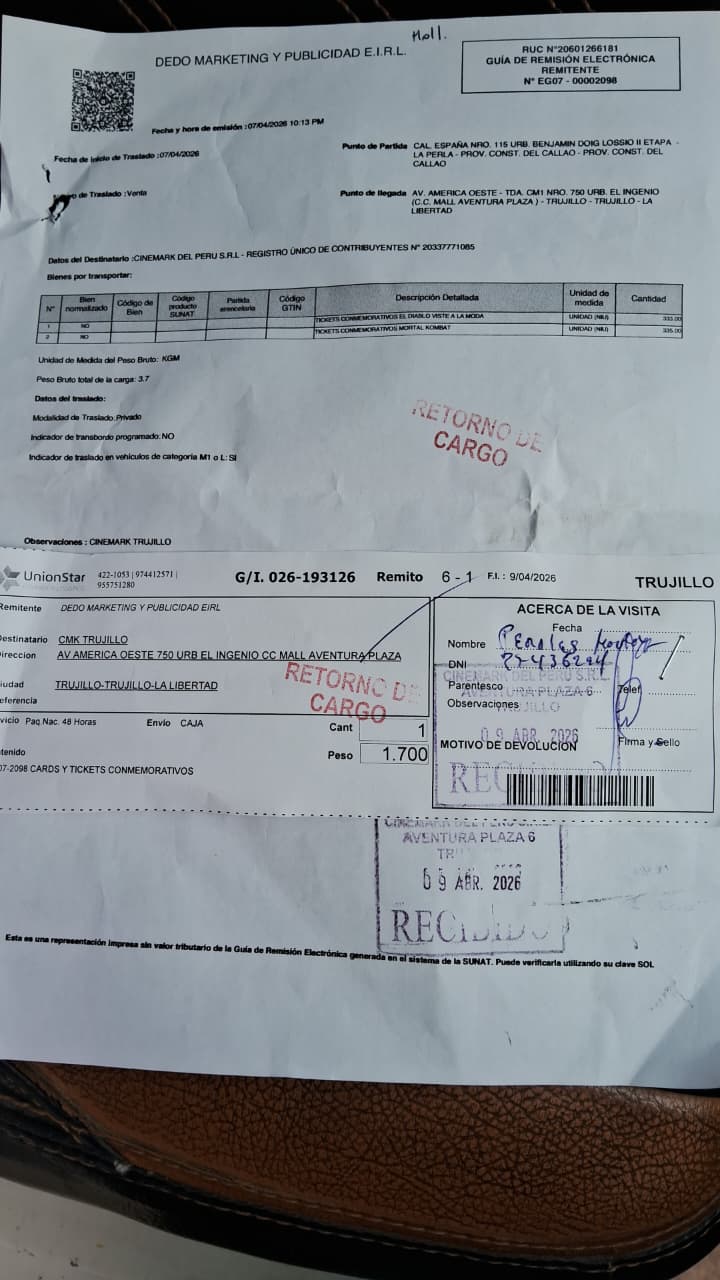 Mall.
DEDO MARKETING Y PUBLICIDAD E.I.R.L.
RUC N°20601266181
GUÍA DE REMISIÓN ELECTRÓNICA
REMITENTE
N° EG07 - 00002098
Fecha y hora de emisión :07/04/2026 10:13 PM
Fecha de Inicio de Traslado :07/04/2026
Punto de Partida CAL. ESPAÑA NRO. 115 URB. BENJAMIN DOIG LOSSIO II ETAPA -
LA PERLA - PROV. CONST. DEL CALLAO - PROV. CONST. DEL
CALLAO
de Traslado :Venta
Punto de llegada AV. AMERICA OESTE - TDA. CM1 NRO. 750 URB. EL INGENIO
(C.C. MALL AVENTURA PLAZA ) - TRUJILLO - TRUJILLO - LA
LIBERTAD
Datos del Destinatario :CINEMARK DEL PERU S.R.L - REGISTRO ÚNICO DE CONTRIBUYENTES N° 20337771085
Bienes por transportar:
N° Bien normalizado Código de Bien Código producto SUNAT Partida arancelaria Código GTIN Descripción Detallada Unidad de medida Cantidad
1 NO TICKETS CONMEMORATIVOS EL DIABLO VISTE A LA MODA UNIDAD (NIU) 333.00
2 NO TICKETS CONMEMORATIVOS MORTAL KOMBAT UNIDAD (NIU) 335.00
Unidad de Medida del Peso Bruto: KGM
Peso Bruto total de la carga: 3.7
Datos del traslado:
Modalidad de Traslado:Privado
Indicador de transbordo programado:NO
Indicador de traslado en vehículos de categoría M1 o L: SI
RETORNO DE
CARGO
Observaciones : CINEMARK TRUJILLO
UnionStar 422-1053 | 974412571 |
955751280
G/I. 026-193126 Remito 6 - 1 F.I. : 9/04/2026 TRUJILLO
Remitente DEDO MARKETING Y PUBLICIDAD EIRL
Destinatario CMK TRUJILLO
Direccion AV AMERICA OESTE 750 URB EL INGENIO CC MALL AVENTURA PLAZA
RETORNO DE
CARGO
ciudad TRUJILLO-TRUJILLO-LA LIBERTAD
eferencia
vicio Paq.Nac. 48 Horas Envio CAJA
Cant 1
Peso 1.700
tenido
07-2098 CARDS Y TICKETS CONMEMORATIVOS
ACERCA DE LA VISITA
Fecha
Nombre Perales
DNI
CINEMARK DEL PERU S.R.L.
Parentesco Telef
AVENTURA PLAZA 6
Observaciones
TRUJILLO
09 ABR. 2026
MOTIVO DE DEVOLUCIÓN Firma y Sello
CINEMARK DEL PERU
AVENTURA PLAZA 6
09 ABR. 2026
RECIBIDO
Esta es una representación impresa sin valor tributario de la Guía de Remisión Electrónica generada en el sistema de la SUNAT. Puede verificarla utilizando su clave SOL